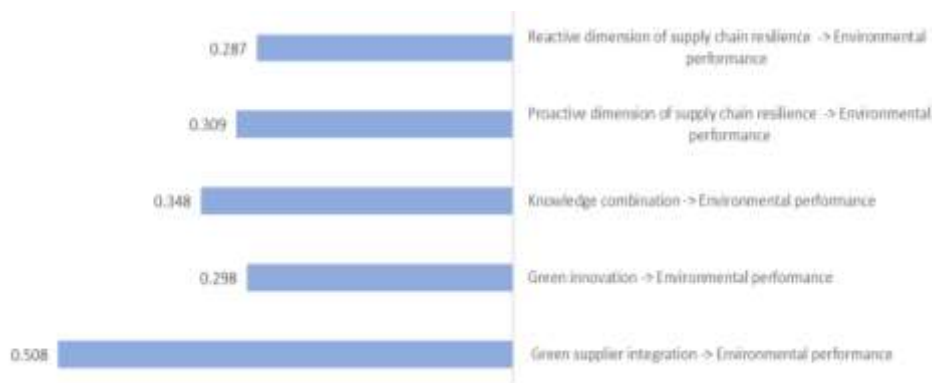 0.287
Reactive dimension of supply chain resilience -> Environmental
performance
0.309
Proactive dimension of supply chain resilience -> Environmental
performance
0.348
Knowledge combination -> Environmental performance
0.298
Green innovation -> Environmental performance
0.508
Green supplier integration -> Environmental performance